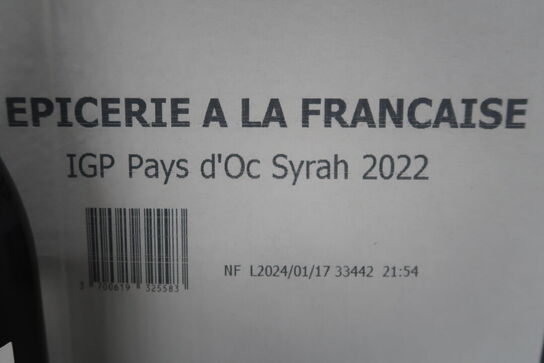 EPICERIE A LA FRANCAISE
IGP Pays d'Oc Syrah 2022
NF L2024/01/17 33442 21:54
3 700619 325583